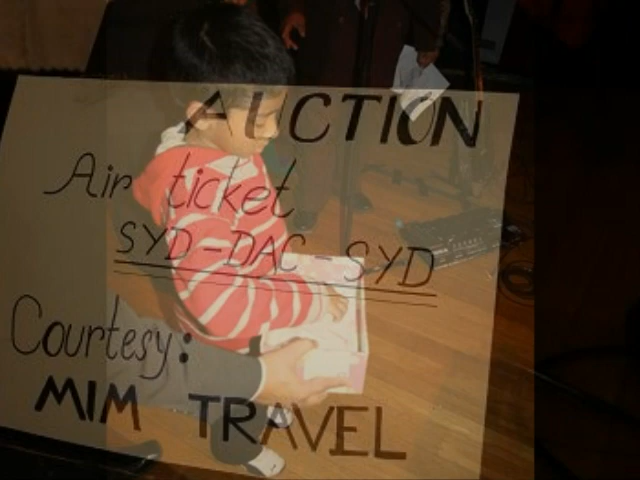 AUCTION
Air ticket
SYD-DAC-SYD
Courtesy:
MIM TRAVEL